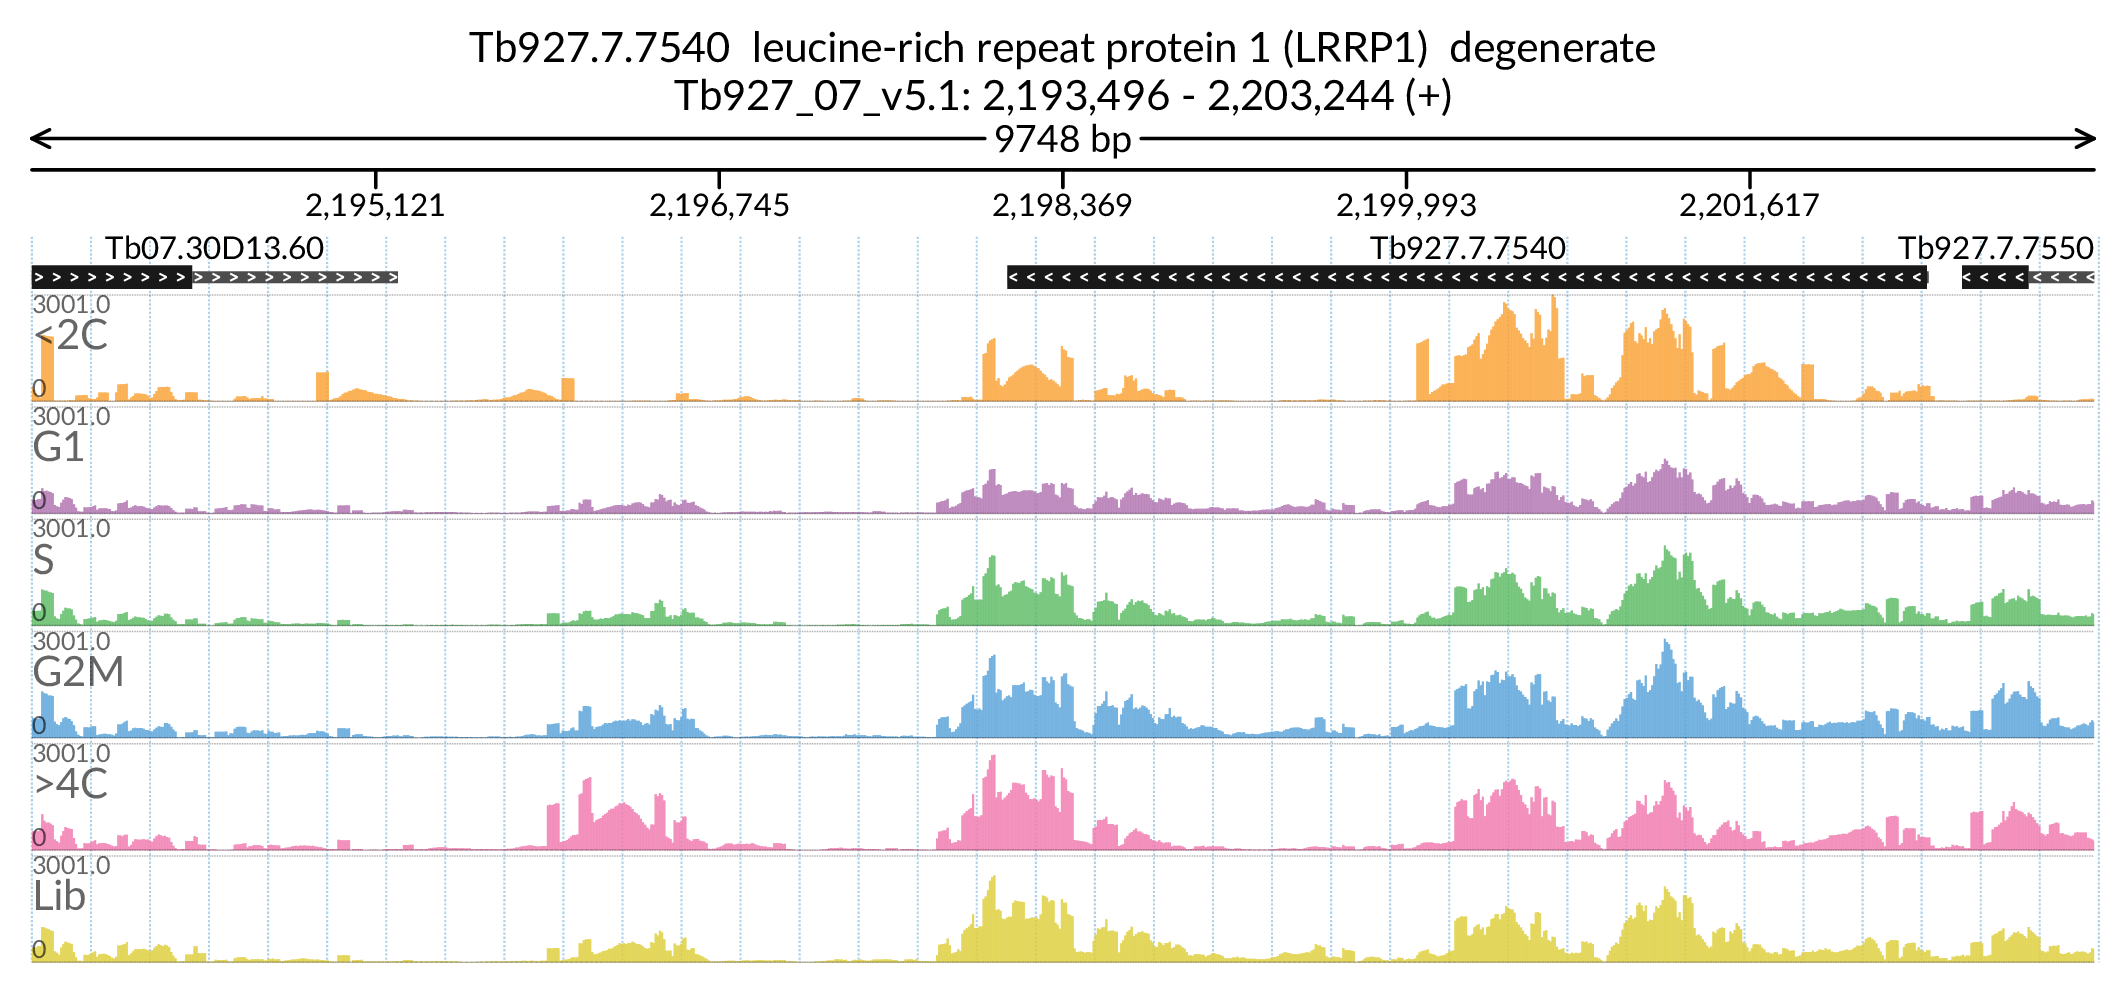 Tb927.7.7540 leucine-rich repeat protein 1 (LRRP1) degenerate
Tb927_07_v5.1: 2,193,496 - 2,203,244 (+)
9748 bp
2,195,121 2,196,745 2,198,369 2,199,993 2,201,617
Tb07.30D13.60 Tb927.7.7540 Tb927.7.7550
3001.0
<2C
0
3001.0
G1
0
3001.0
S
0
3001.0
G2M
0
3001.0
>4C
0
3001.0
Lib
0